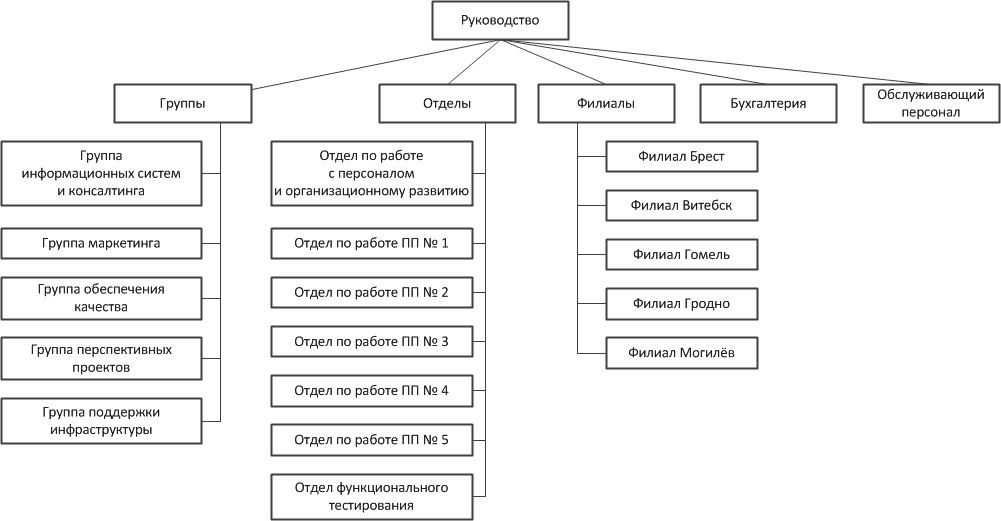 Руководство
Группы
Отделы
Филиалы
Бухгалтерия
Обслуживающий
персонал
Группа
информационных систем
и консалтинга
Группа маркетинга
Группа обеспечения
качества
Группа перспективных
проектов
Группа поддержки
инфраструктуры
Отдел по работе
с персоналом
и организационному развитию
Отдел по работе ПП № 1
Отдел по работе ПП № 2
Отдел по работе ПП № 3
Отдел по работе ПП № 4
Отдел по работе ПП № 5
Отдел функционального
тестирования
Филиал Брест
Филиал Витебск
Филиал Гомель
Филиал Гродно
Филиал Могилёв